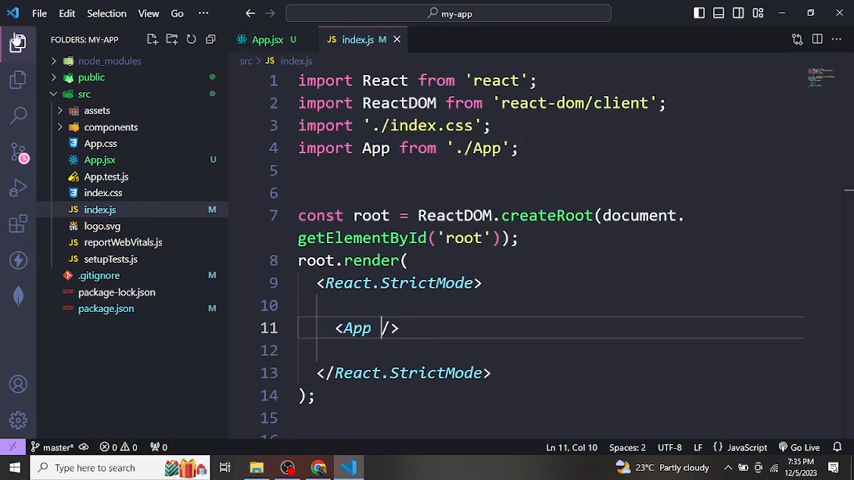 File Edit Selection View Go ··· my-app
FOLDERS: MY-APP
node_modules
public
src
assets
components
App.css
App.jsx U
App.test.js
index.css
index.js M
logo.svg
reportWebVitals.js
setupTests.js
.gitignore M
package-lock.json
package.json M
App.jsx U index.js M
src > JS index.js
1 import React from 'react';
2 import ReactDOM from 'react-dom/client';
3 import './index.css';
4 import App from './App';
5
6
7 const root = ReactDOM.createRoot(document.
getElementById('root'));
8 root.render(
9 <React.StrictMode>
10
11 <App />
12
13 </React.StrictMode>
14 );
15
master* 0 0 0 Ln 11, Col 10 Spaces: 2 UTF-8 LF {} JavaScript Go Live
Type here to search 23°C Partly cloudy 7:35 PM
12/5/2023